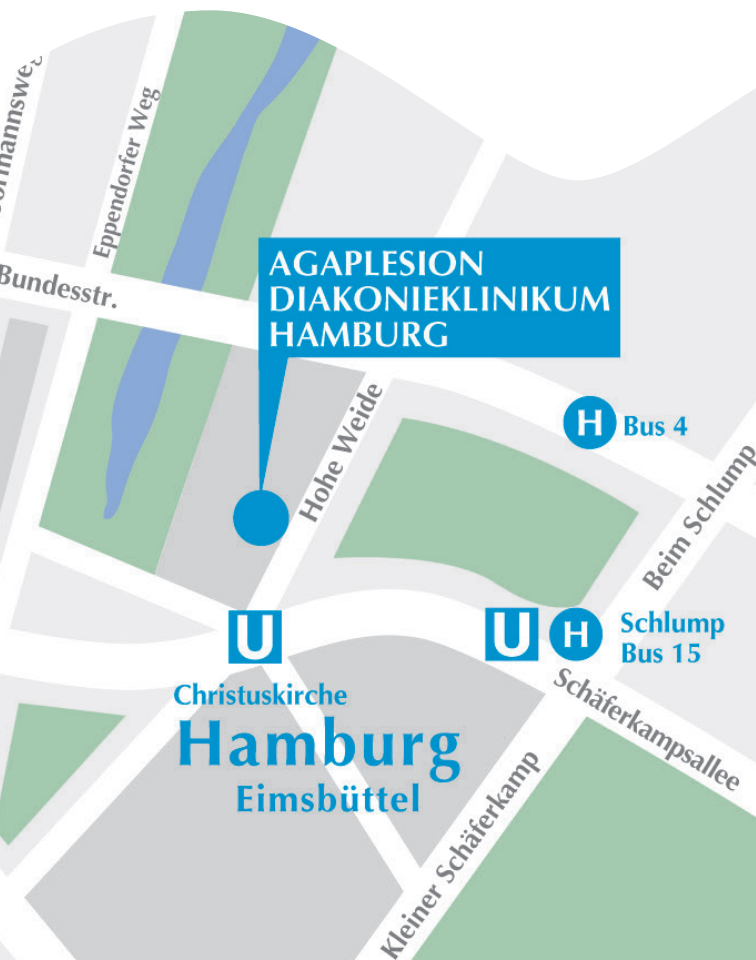 Eppendorfer Weg
Bundesstr.
AGAPLESION
DIAKONIEKLINIKUM
HAMBURG
Hohe Weide
H Bus 4
Beim Schlump
U
U H Schlump
Bus 15
Christuskirche
Hamburg
Eimsbüttel
Schäferkampsallee
Kleiner Schäferkamp